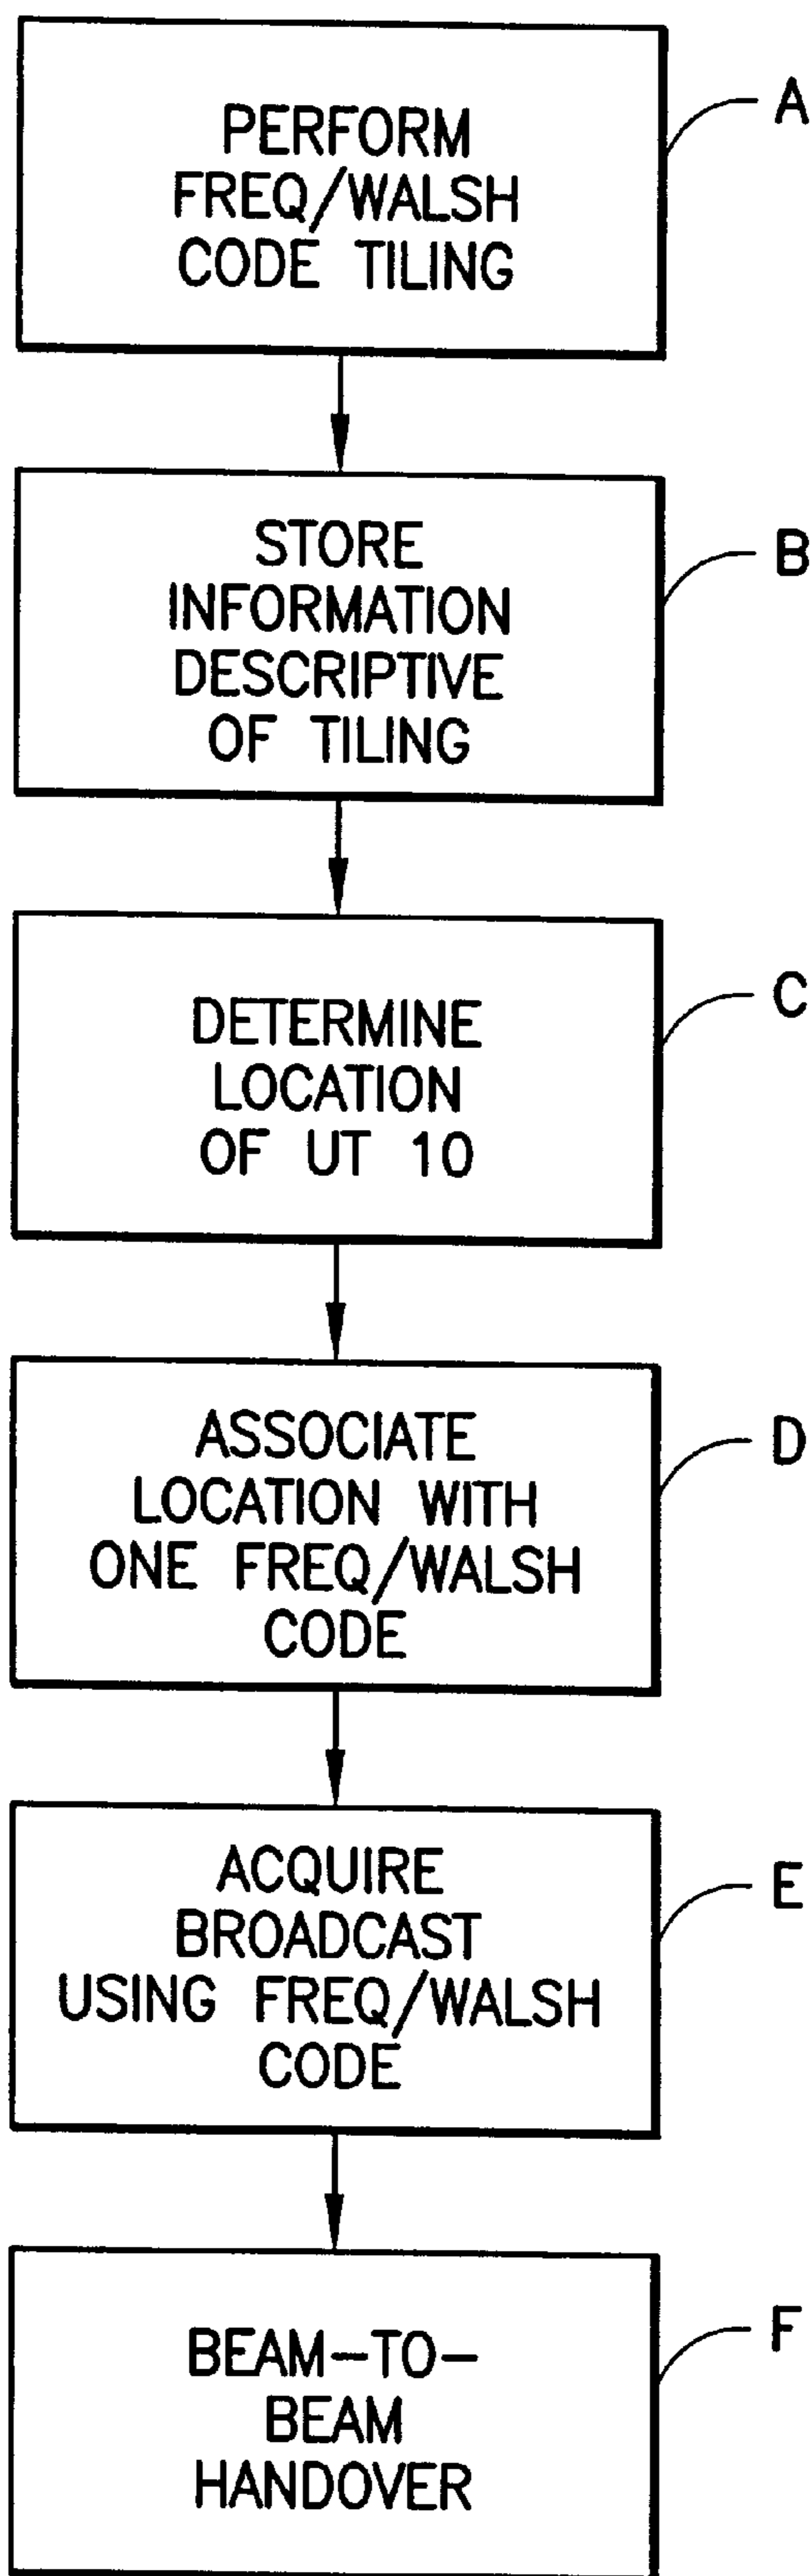 PERFORM
FREQ/WALSH
CODE TILING
A
STORE
INFORMATION
DESCRIPTIVE
OF TILING
B
DETERMINE
LOCATION
OF UT 10
C
ASSOCIATE
LOCATION WITH
ONE FREQ/WALSH
CODE
D
ACQUIRE
BROADCAST
USING FREQ/WALSH
CODE
E
BEAM-TO-
BEAM
HANDOVER
F